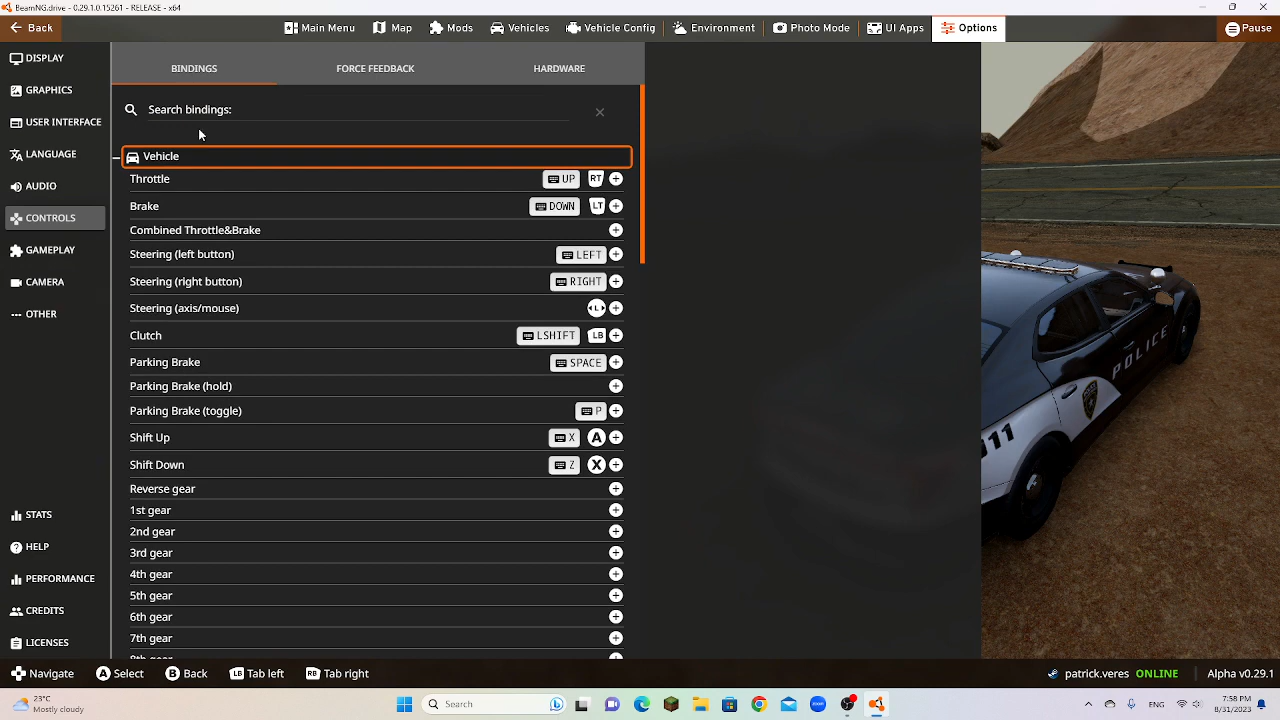 BeamNG.drive - 0.29.1.0.15261 - RELEASE - x64
Back
Main Menu
Map
Mods
Vehicles
Vehicle Config
Environment
Photo Mode
UI Apps
Options
Pause
DISPLAY
GRAPHICS
USER INTERFACE
LANGUAGE
AUDIO
CONTROLS
GAMEPLAY
CAMERA
OTHER
STATS
HELP
PERFORMANCE
CREDITS
LICENSES
BINDINGS
FORCE FEEDBACK
HARDWARE
Search bindings:
Vehicle
Throttle UP RT
Brake DOWN LT
Combined Throttle&Brake
Steering (left button) LEFT
Steering (right button) RIGHT
Steering (axis/mouse) L
Clutch LSHIFT LB
Parking Brake SPACE
Parking Brake (hold)
Parking Brake (toggle) P
Shift Up X A
Shift Down Z X
Reverse gear
1st gear
2nd gear
3rd gear
4th gear
5th gear
6th gear
7th gear
8th gear
POLICE
911
Navigate
A Select
B Back
LB Tab left
RB Tab right
patrick.veres ONLINE
Alpha v0.29.1
23°C
Mostly cloudy
Search
zoom
7:58 PM
8/31/2023